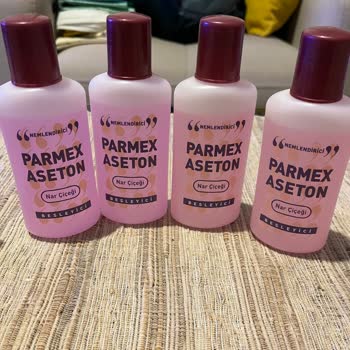 “NEMLENDİRİCİ”
PARMEX
ASETON
Nar Çiçeği
BESLEYİCİ
“NEMLENDİRİCİ”
PARMEX
ASETON
Nar Çiçeği
BESLEYİCİ
“NEMLENDİRİCİ”
PARMEX
ASETON
Nar Çiçeği
BESLEYİCİ
“NEMLENDİRİCİ”
PARMEX
ASETON
Nar Çiçeği
BESLEYİCİ